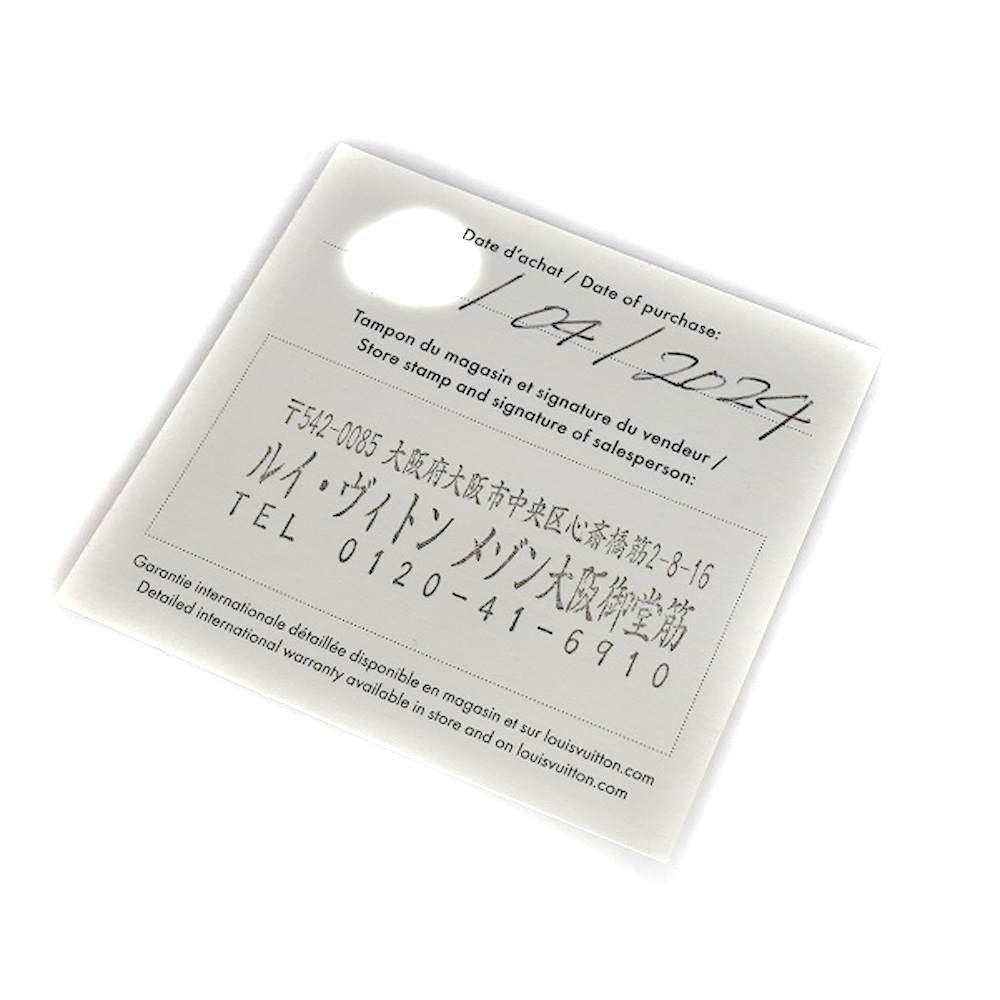 Date d'achat / Date of purchase:
/ 04 / 2024
Tampon du magasin et signature du vendeur /
Store stamp and signature of salesperson:
〒542-0085 大阪府大阪市中央区心斎橋筋2-8-16
ルイ・ヴィトン メゾン大阪御堂筋
TEL 0120-41-6910
Garantie internationale détaillée disponible en magasin et sur louisvuitton.com
Detailed international warranty available in store and on louisvuitton.com